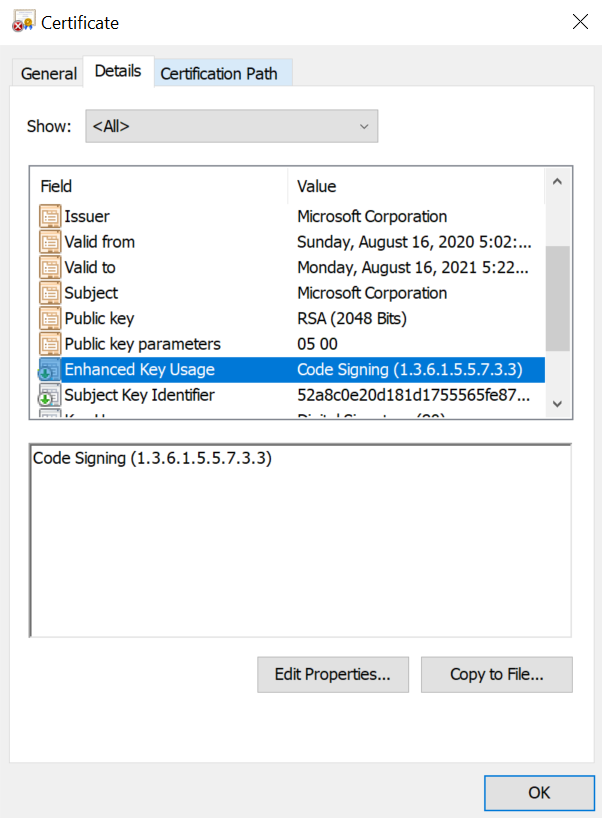 Certificate
General Details Certification Path
Show: <All>
Field Value
Issuer Microsoft Corporation
Valid from Sunday, August 16, 2020 5:02:...
Valid to Monday, August 16, 2021 5:22...
Subject Microsoft Corporation
Public key RSA (2048 Bits)
Public key parameters 05 00
Enhanced Key Usage Code Signing (1.3.6.1.5.5.7.3.3)
Subject Key Identifier 52a8c0e20d181d1755565fe87...
Code Signing (1.3.6.1.5.5.7.3.3)
Edit Properties... Copy to File...
OK